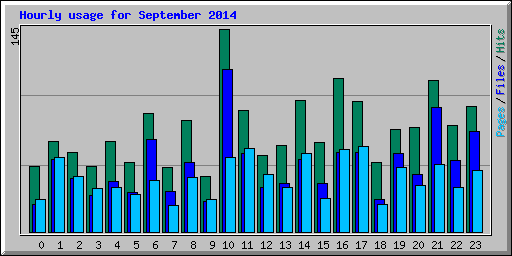 Hourly usage for September 2014
145
Pages/Files/Hits
0 1 2 3 4 5 6 7 8 9 10 11 12 13 14 15 16 17 18 19 20 21 22 23